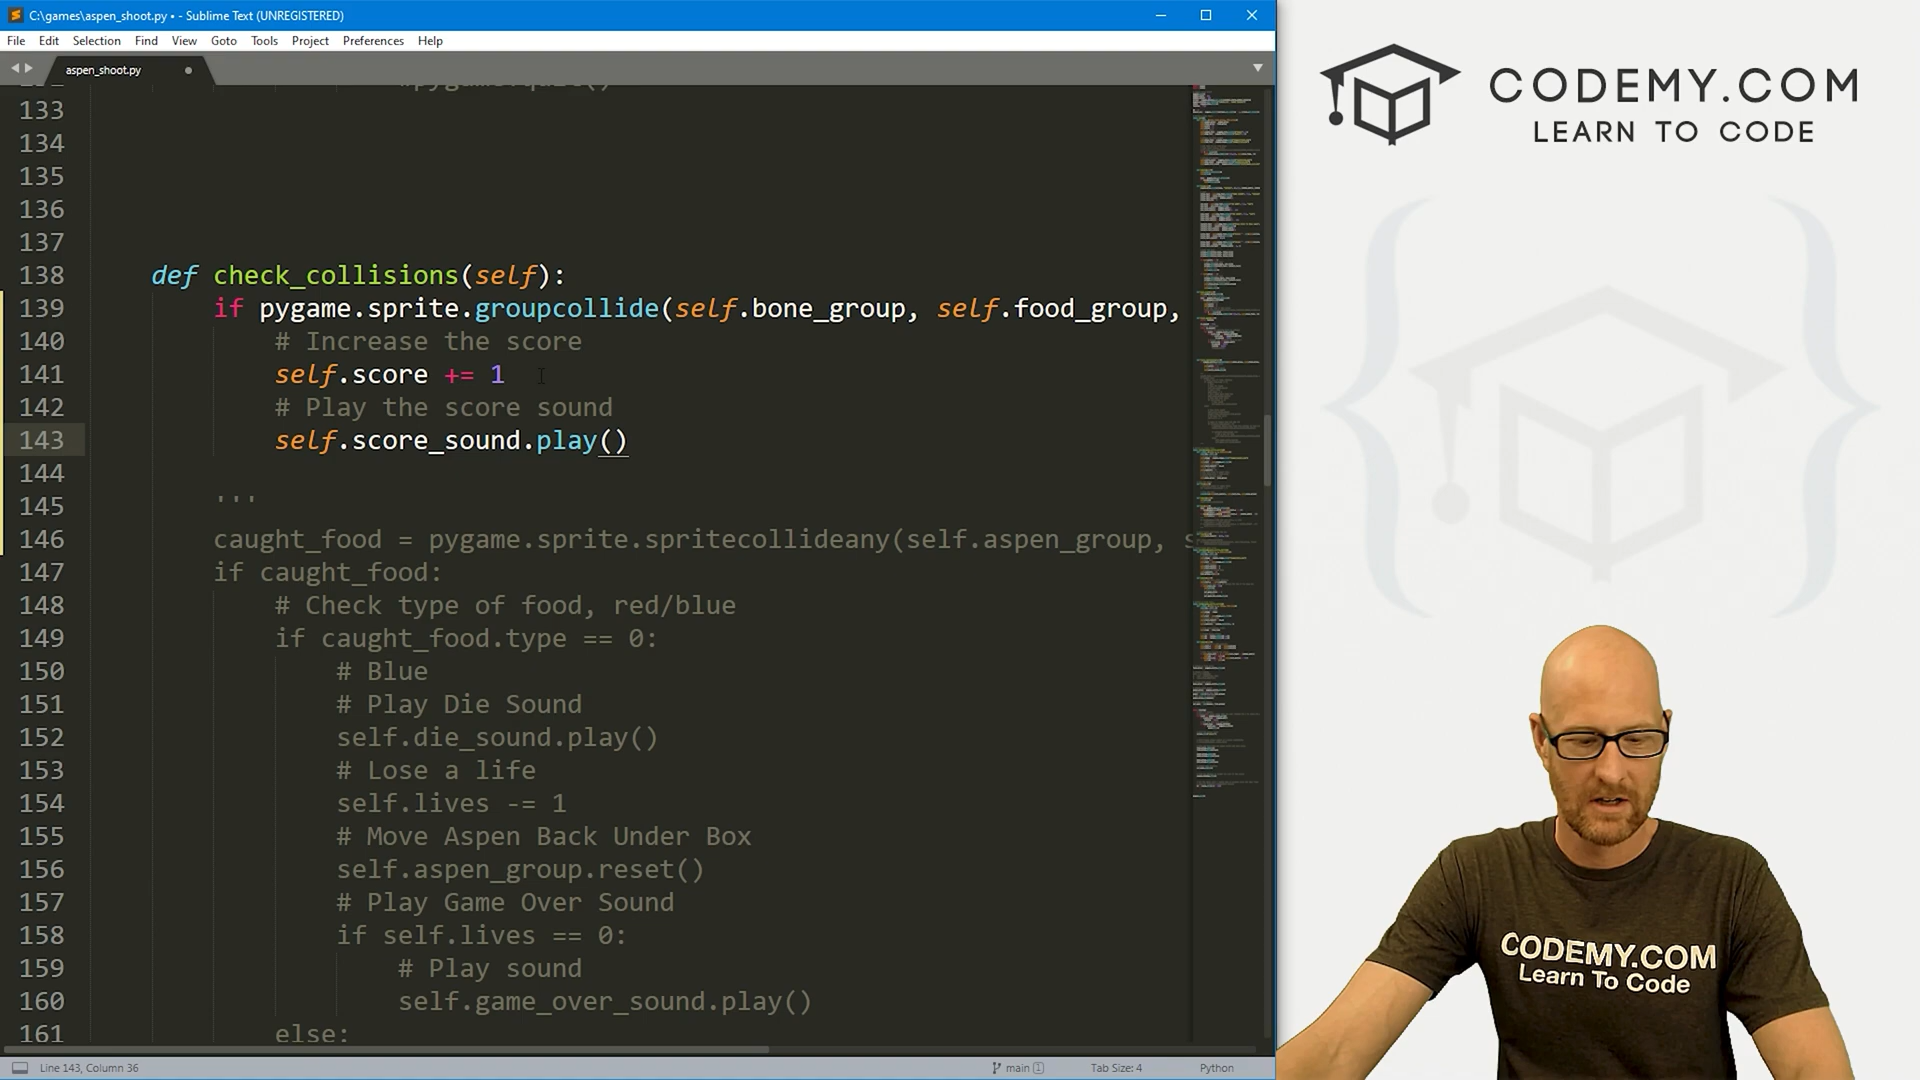 C:\games\aspen_shoot.py • - Sublime Text (UNREGISTERED)
File Edit Selection Find View Goto Tools Project Preferences Help
aspen_shoot.py
133
134
135
136
137
138 def check_collisions(self):
139 if pygame.sprite.groupcollide(self.bone_group, self.food_group,
140 # Increase the score
141 self.score += 1
142 # Play the score sound
143 self.score_sound.play()
144
145 '''
146 caught_food = pygame.sprite.spritecollideany(self.aspen_group, s
147 if caught_food:
148 # Check type of food, red/blue
149 if caught_food.type == 0:
150 # Blue
151 # Play Die Sound
152 self.die_sound.play()
153 # Lose a life
154 self.lives -= 1
155 # Move Aspen Back Under Box
156 self.aspen_group.reset()
157 # Play Game Over Sound
158 if self.lives == 0:
159 # Play sound
160 self.game_over_sound.play()
161 else:
Line 143, Column 36
main 1
Tab Size: 4
Python
CODEMY.COM
LEARN TO CODE
CODEMY.COM
Learn To Code